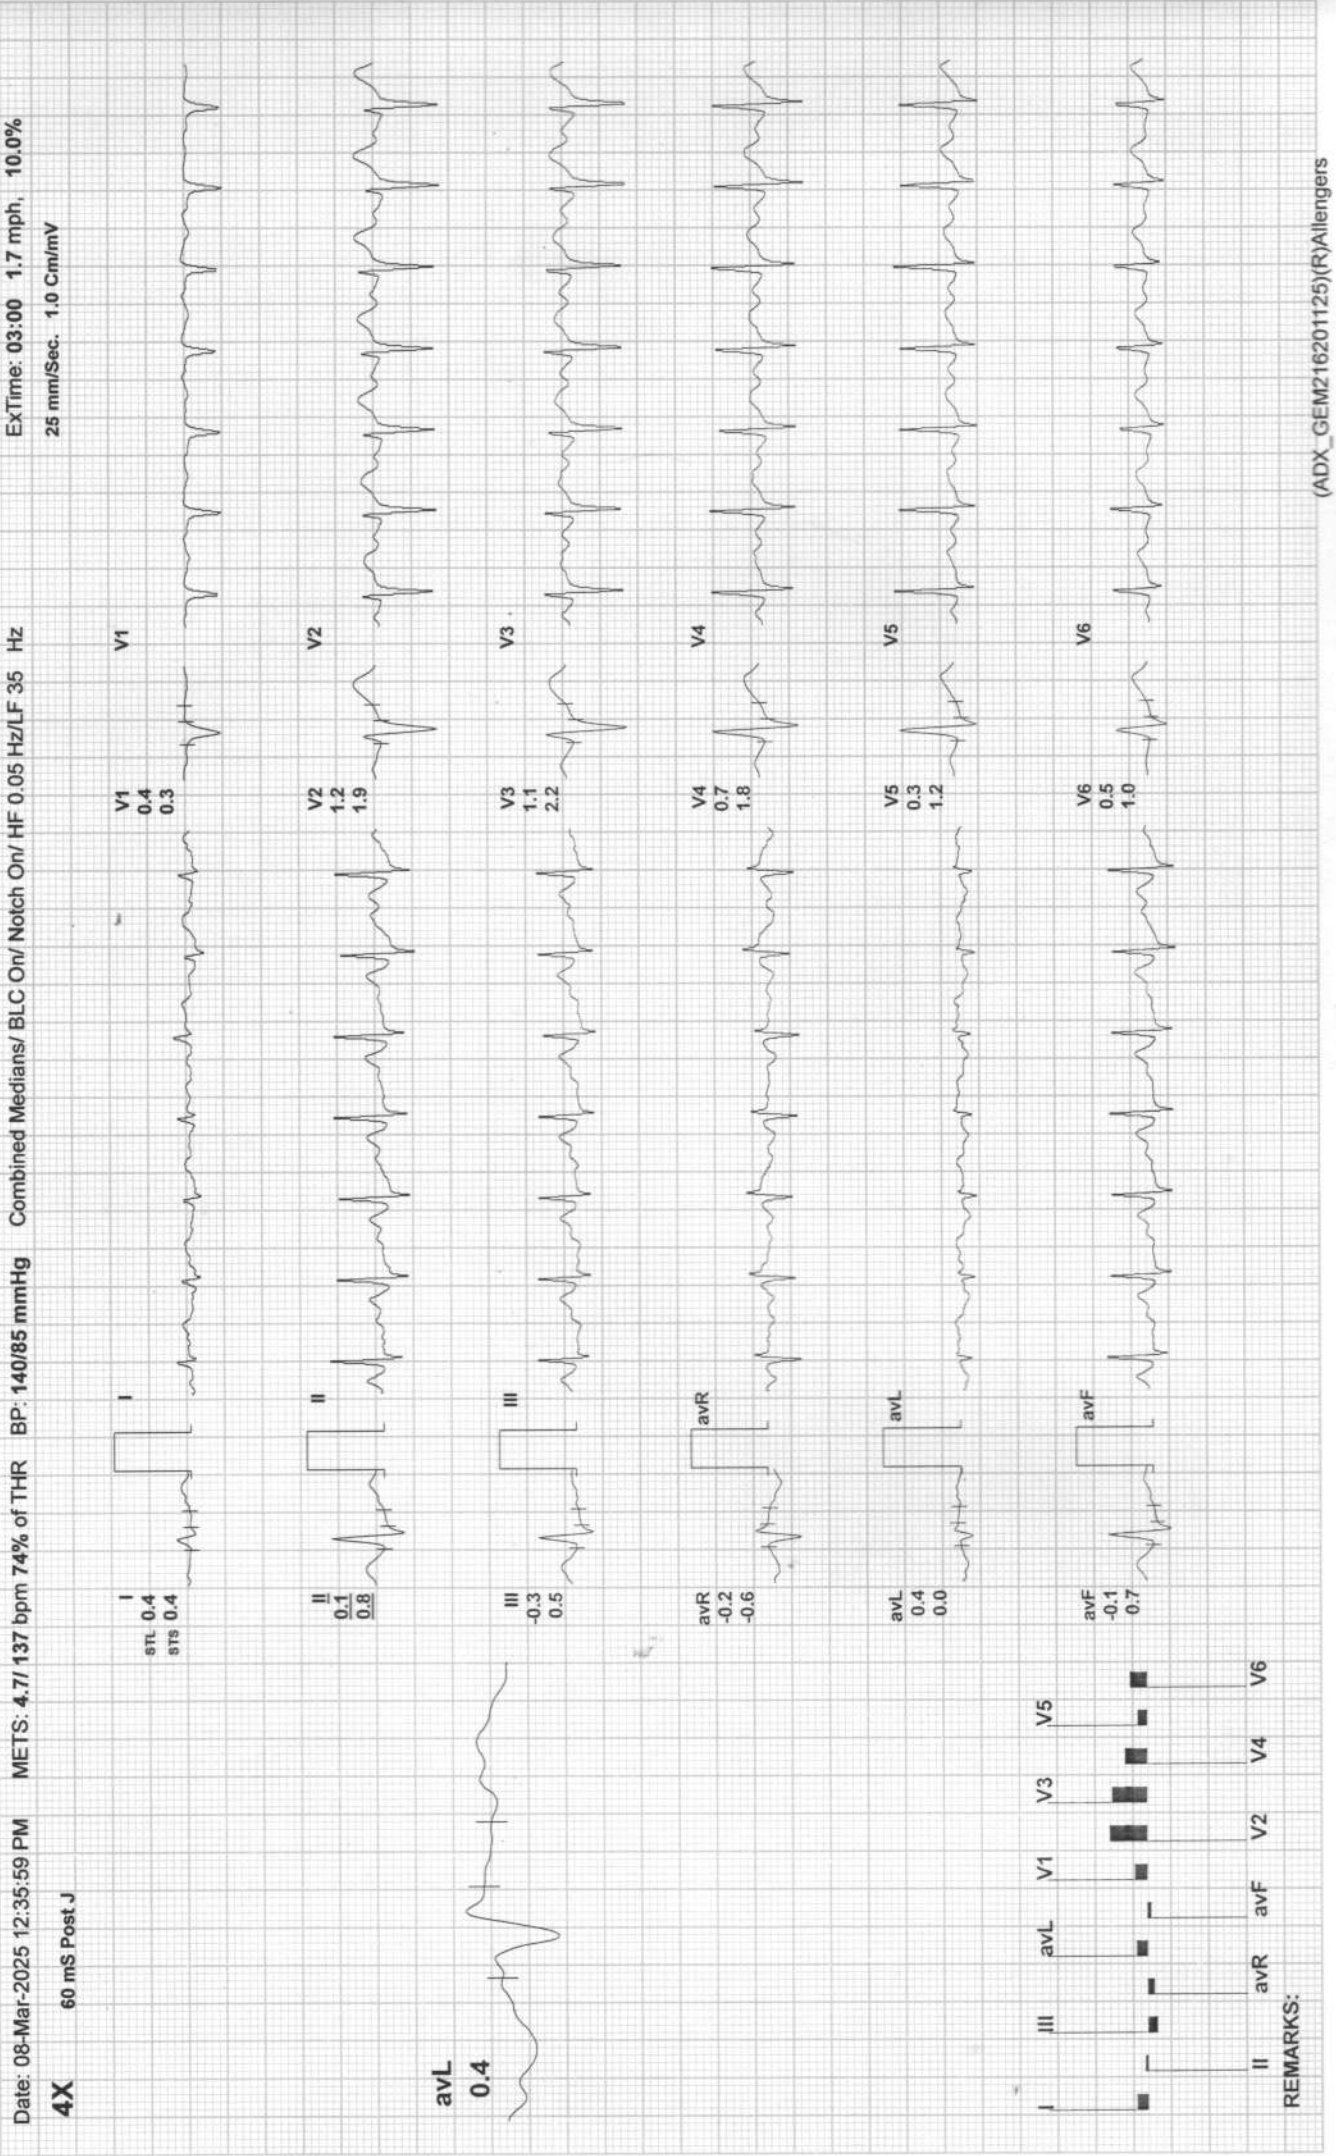 Date: 08-Mar-2025 12:35:59 PM METS: 4.7/ 137 bpm 74% of THR BP: 140/85 mmHg Combined Medians/ BLC On/ Notch On/ HF 0.05 Hz/LF 35 Hz ExTime: 03:00 1.7 mph, 10.0%
4X 60 mS Post J 25 mm/Sec. 1.0 Cm/mV
I
STL 0.4
STS 0.4
I
V1
0.4
0.3
V1
II
0.1
0.8
II
V2
1.2
1.9
V2
avL
0.4
III
-0.3
0.5
III
V3
1.1
2.2
V3
avR
-0.2
-0.6
avR
V4
0.7
1.8
V4
avL
0.4
0.0
avL
V5
0.3
1.2
V5
avF
-0.1
0.7
avF
V6
0.5
1.0
V6
I III avL V1 V3 V5
II avR avF V2 V4 V6
REMARKS:
(ADX_GEM216201125)(R)Allengers